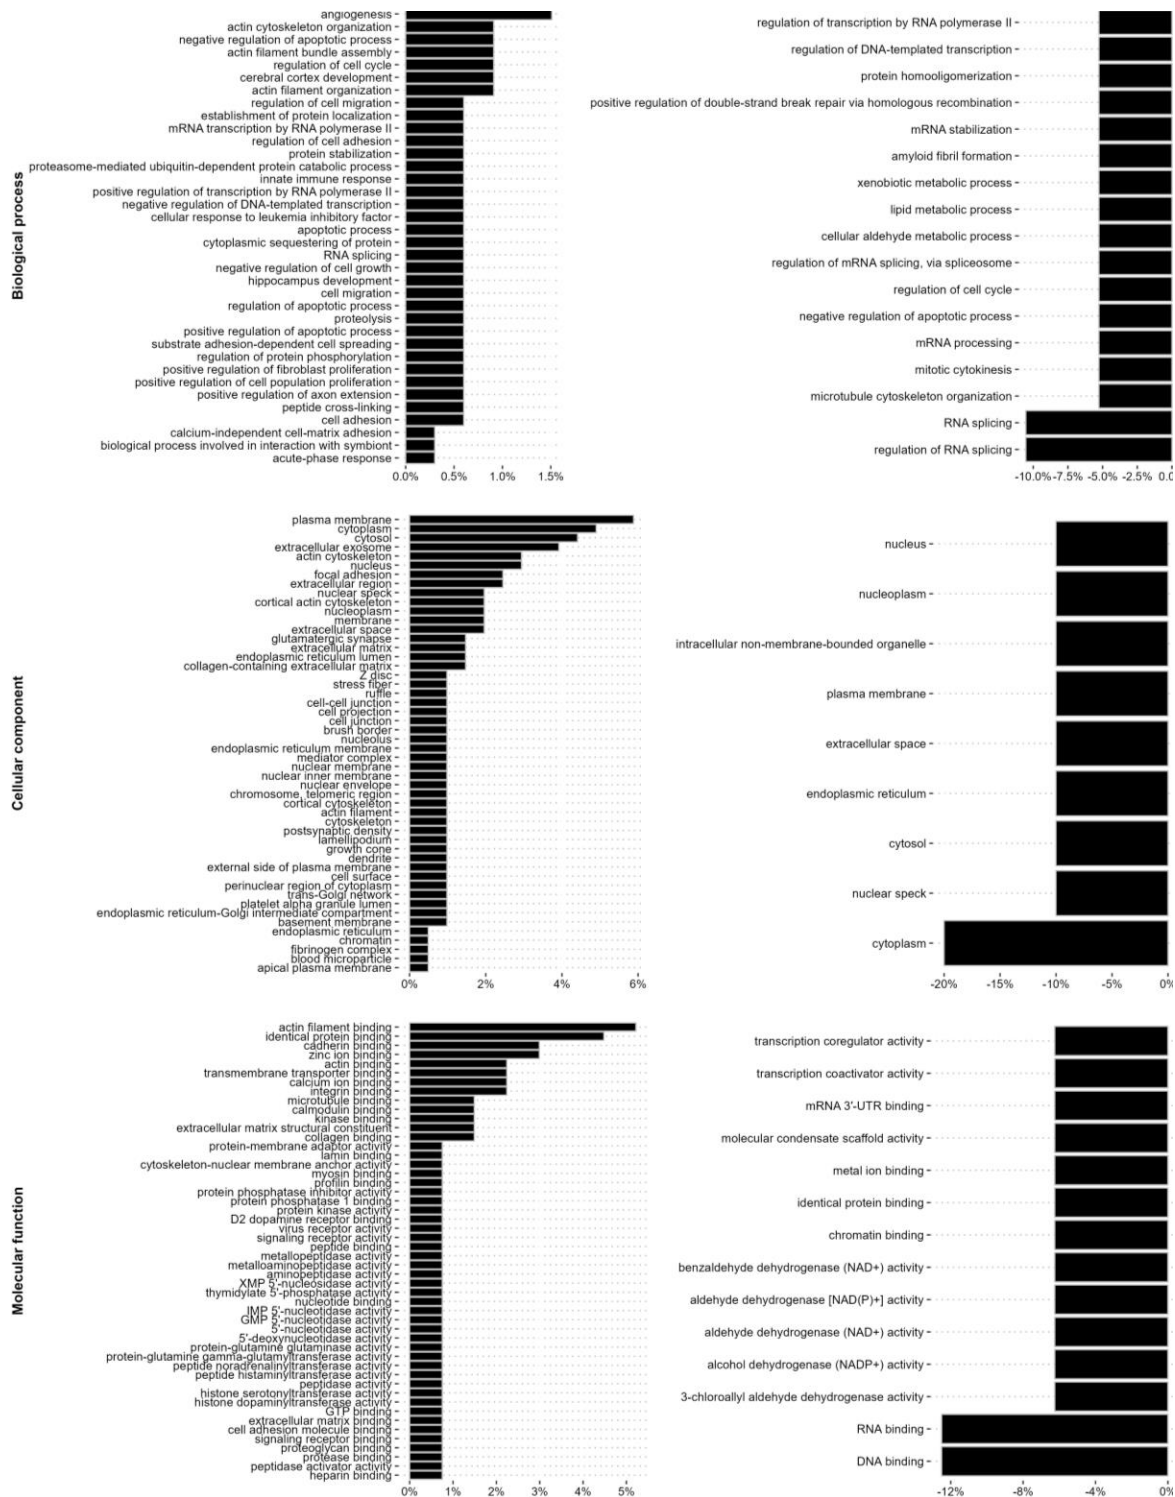 Biological process
angiogenesis
actin cytoskeleton organization
negative regulation of apoptotic process
actin filament bundle assembly
regulation of cell cycle
cerebral cortex development
actin filament organization
regulation of cell migration
establishment of protein localization
mRNA transcription by RNA polymerase II
regulation of cell adhesion
protein stabilization
proteasome-mediated ubiquitin-dependent protein catabolic process
innate immune response
positive regulation of transcription by RNA polymerase II
negative regulation of DNA-templated transcription
cellular response to leukemia inhibitory factor
apoptotic process
cytoplasmic sequestering of protein
RNA splicing
negative regulation of cell growth
hippocampus development
cell migration
regulation of apoptotic process
proteolysis
positive regulation of apoptotic process
substrate adhesion-dependent cell spreading
regulation of protein phosphorylation
positive regulation of fibroblast proliferation
positive regulation of cell population proliferation
positive regulation of axon extension
peptide cross-linking
cell adhesion
calcium-independent cell-matrix adhesion
biological process involved in interaction with symbiont
acute-phase response
0.0% 0.5% 1.0% 1.5%
regulation of transcription by RNA polymerase II
regulation of DNA-templated transcription
protein homooligomerization
positive regulation of double-strand break repair via homologous recombination
mRNA stabilization
amyloid fibril formation
xenobiotic metabolic process
lipid metabolic process
cellular aldehyde metabolic process
regulation of mRNA splicing, via spliceosome
regulation of cell cycle
negative regulation of apoptotic process
mRNA processing
mitotic cytokinesis
microtubule cytoskeleton organization
RNA splicing
regulation of RNA splicing
-10.0% -7.5% -5.0% -2.5% 0.0
Cellular component
plasma membrane
cytoplasm
cytosol
extracellular exosome
actin cytoskeleton
nucleus
focal adhesion
extracellular region
nuclear speck
cortical actin cytoskeleton
nucleoplasm
membrane
extracellular space
glutamatergic synapse
extracellular matrix
endoplasmic reticulum lumen
collagen-containing extracellular matrix
Z disc
stress fiber
ruffle
cell-cell junction
cell projection
cell junction
brush border
nucleolus
endoplasmic reticulum membrane
mediator complex
nuclear membrane
nuclear inner membrane
nuclear envelope
chromosome, telomeric region
cortical cytoskeleton
actin filament
cytoskeleton
postsynaptic density
lamellipodium
growth cone
dendrite
external side of plasma membrane
cell surface
perinuclear region of cytoplasm
trans-Golgi network
platelet alpha granule lumen
endoplasmic reticulum-Golgi intermediate compartment
basement membrane
endoplasmic reticulum
chromatin
fibrinogen complex
blood microparticle
apical plasma membrane
0% 2% 4% 6%
nucleus
nucleoplasm
intracellular non-membrane-bounded organelle
plasma membrane
extracellular space
endoplasmic reticulum
cytosol
nuclear speck
cytoplasm
-20% -15% -10% -5% 0%
Molecular function
actin filament binding
identical protein binding
cadherin binding
zinc ion binding
actin binding
transmembrane transporter binding
calcium ion binding
integrin binding
microtubule binding
calmodulin binding
kinase binding
extracellular matrix structural constituent
collagen binding
protein-membrane adaptor activity
lamin binding
cytoskeleton-nuclear membrane anchor activity
myosin binding
profilin binding
protein phosphatase inhibitor activity
protein phosphatase 1 binding
protein kinase activity
D2 dopamine receptor binding
virus receptor activity
signaling receptor activity
peptide binding
metallopeptidase activity
metalloaminopeptidase activity
aminopeptidase activity
XMP 5'-nucleosidase activity
thymidylate 5'-phosphatase activity
nucleotide binding
IMP 5'-nucleotidase activity
GMP 5'-nucleotidase activity
5'-nucleotidase activity
5'-deoxynucleotidase activity
protein-glutamine glutaminase activity
protein-glutamine gamma-glutamyltransferase activity
peptide noradrenalinyltransferase activity
peptide histaminyltransferase activity
peptidase activity
histone serotonyltransferase activity
histone dopaminyltransferase activity
GTP binding
extracellular matrix binding
cell adhesion molecule binding
signaling receptor binding
proteoglycan binding
protease binding
peptidase activator activity
heparin binding
0% 1% 2% 3% 4% 5%
transcription coregulator activity
transcription coactivator activity
mRNA 3'-UTR binding
molecular condensate scaffold activity
metal ion binding
identical protein binding
chromatin binding
benzaldehyde dehydrogenase (NAD+) activity
aldehyde dehydrogenase [NAD(P)+] activity
aldehyde dehydrogenase (NAD+) activity
alcohol dehydrogenase (NADP+) activity
3-chloroallyl aldehyde dehydrogenase activity
RNA binding
DNA binding
-12% -8% -4% 0%